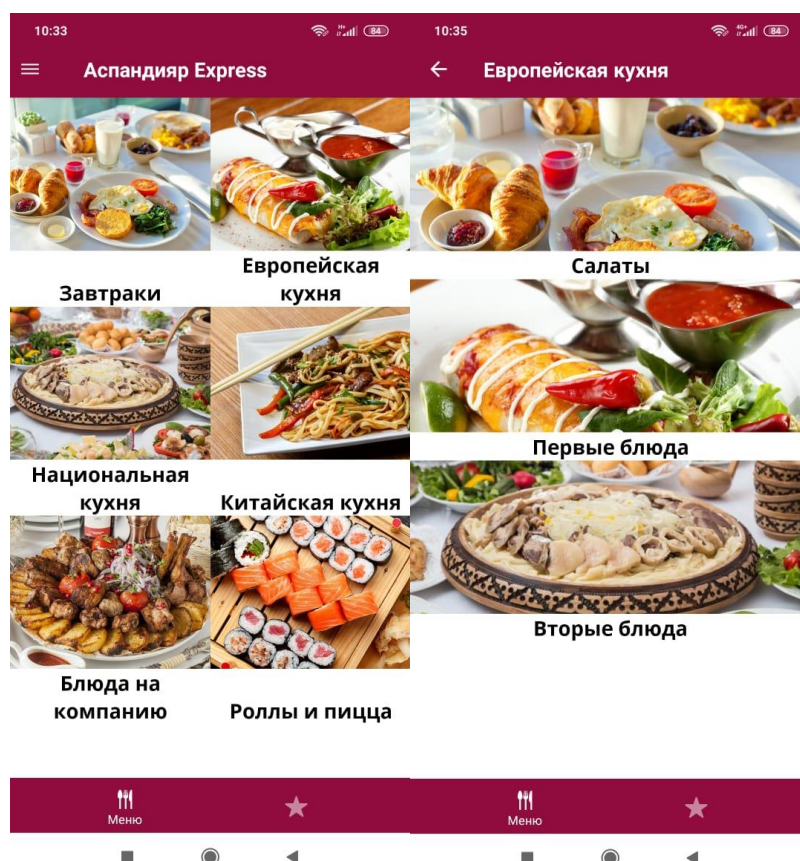 10:33
H+
84
Аспандияр Express
Завтраки
Европейская
кухня
Национальная
кухня
Китайская кухня
Блюда на
компанию
Роллы и пицца
Меню
10:35
4G+
84
Европейская кухня
Салаты
Первые блюда
Вторые блюда
Меню